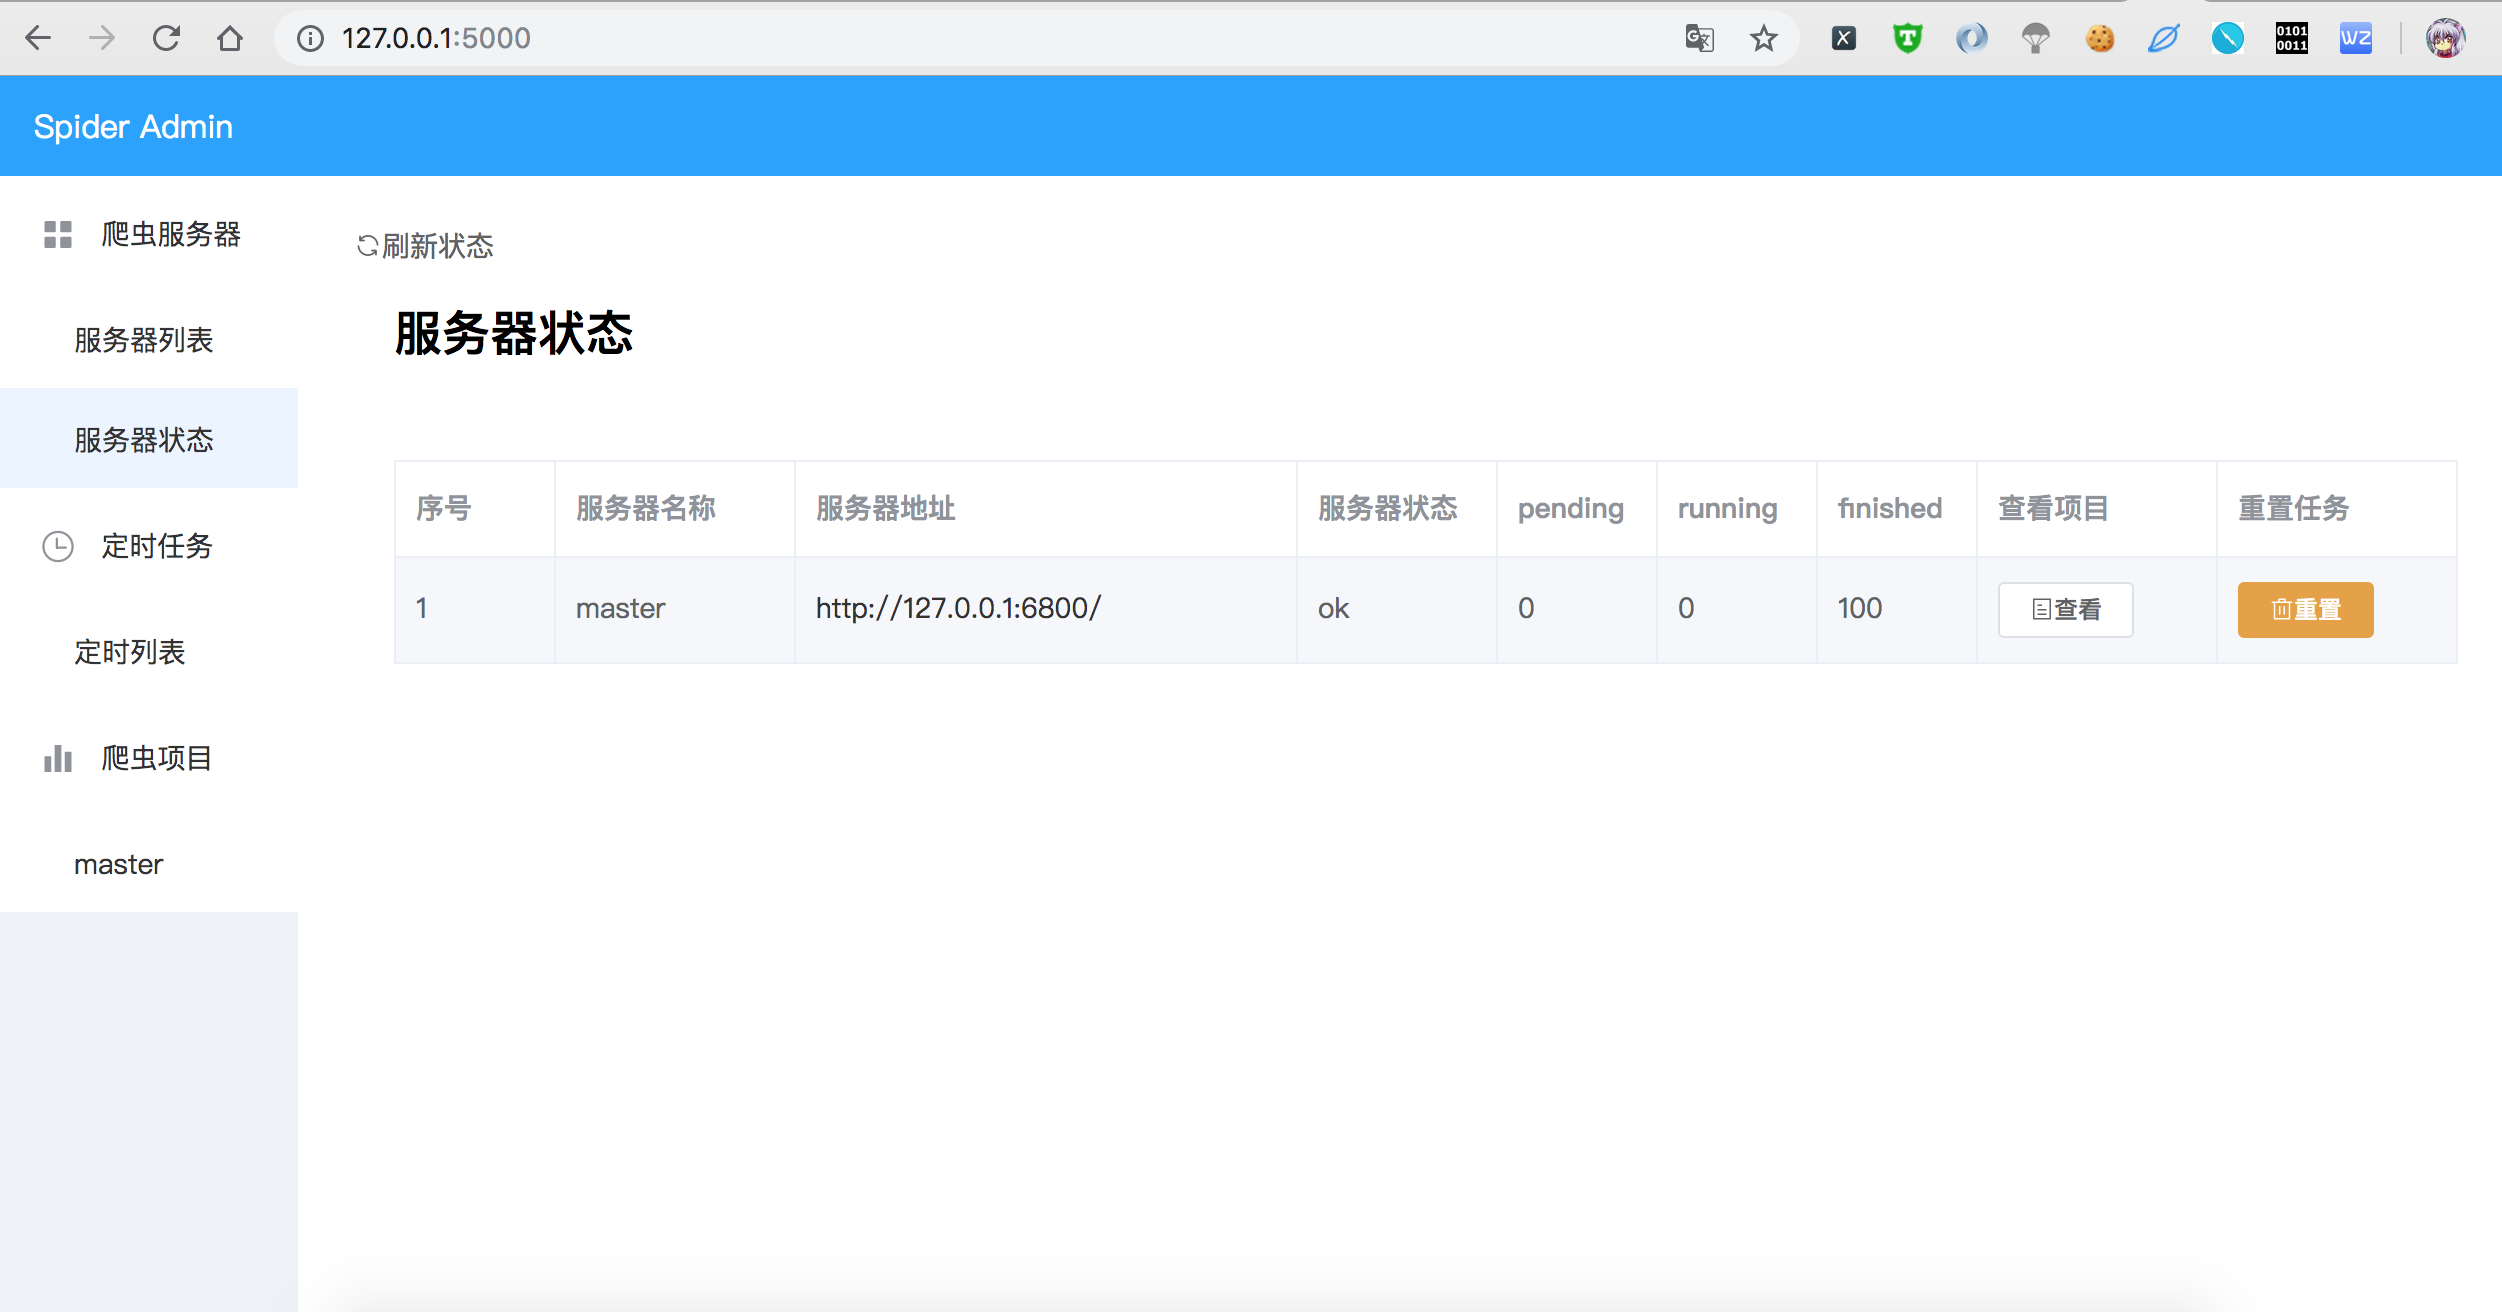 127.0.0.1:5000
0101
0011
WZ
Spider Admin
爬虫服务器
服务器列表
服务器状态
定时任务
定时列表
爬虫项目
master
刷新状态
服务器状态
序号 服务器名称 服务器地址 服务器状态 pending running finished 查看项目 重置任务
1 master http://127.0.0.1:6800/ ok 0 0 100 查看 重置